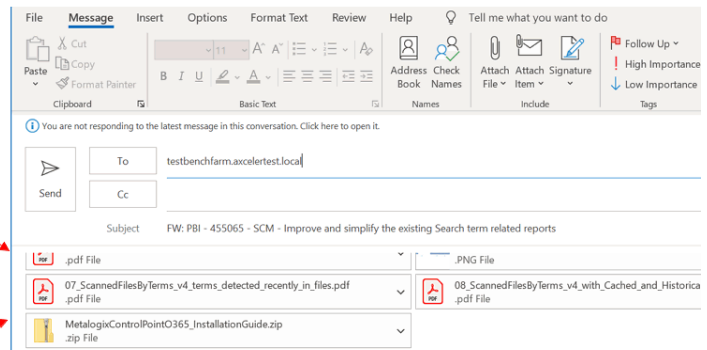 File Message Insert Options Format Text Review Help Tell me what you want to do
Paste
Cut
Copy
Format Painter
Clipboard
11 A^ A˅
B I U A
Basic Text
Address Book
Check Names
Names
Attach File
Attach Item
Signature
Include
Follow Up
High Importance
Low Importance
Tags
You are not responding to the latest message in this conversation. Click here to open it.
Send
To testbenchfarm.axcelertest.local
Cc
Subject FW: PBI - 455065 - SCM - Improve and simplify the existing Search term related reports
PDF .pdf File
.PNG File
PDF 07_ScannedFilesByTerms_v4_terms_detected_recently_in_files.pdf
.pdf File
PDF 08_ScannedFilesByTerms_v4_with_Cached_and_Historica
.pdf File
MetalogixControlPointO365_InstallationGuide.zip
.zip File